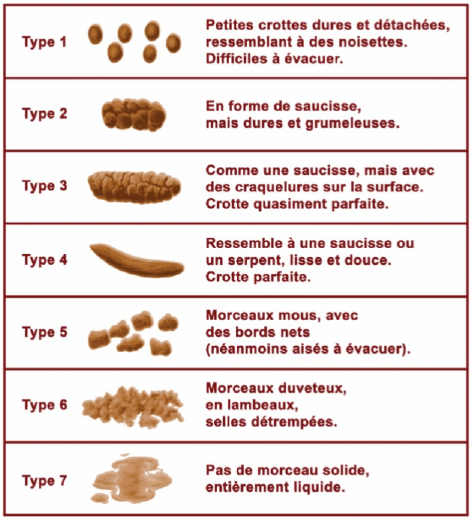 Type 1
Petites crottes dures et détachées,
ressemblant à des noisettes.
Difficiles à évacuer.
Type 2
En forme de saucisse,
mais dures et grumeleuses.
Type 3
Comme une saucisse, mais avec
des craquelures sur la surface.
Crotte quasiment parfaite.
Type 4
Ressemble à une saucisse ou
un serpent, lisse et douce.
Crotte parfaite.
Type 5
Morceaux mous, avec
des bords nets
(néanmoins aisés à évacuer).
Type 6
Morceaux duveteux,
en lambeaux,
selles détrempées.
Type 7
Pas de morceau solide,
entièrement liquide.